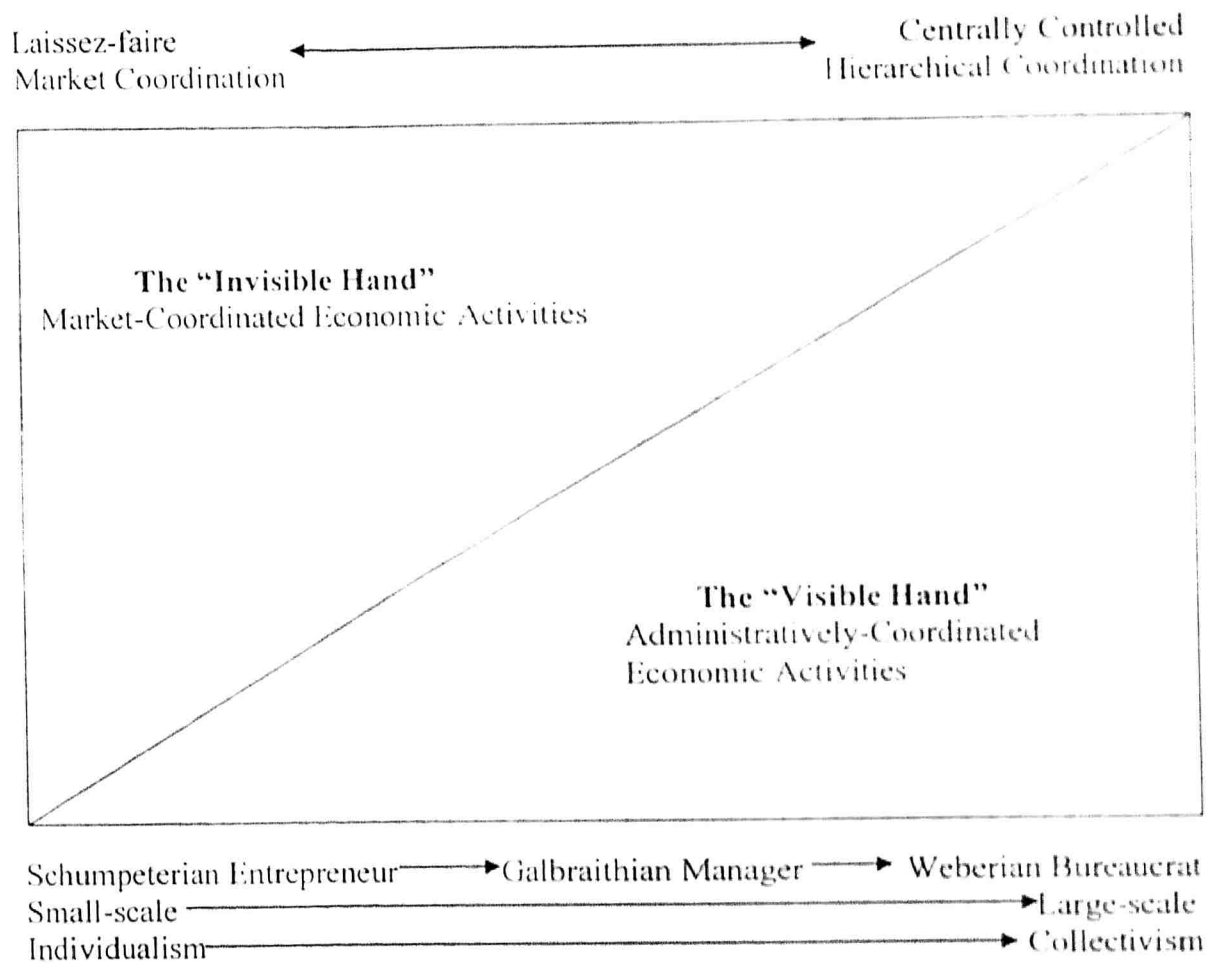 Laissez-faire
Market Coordination
Centrally Controlled
Hierarchical Coordination
The “Invisible Hand”
Market-Coordinated Economic Activities
The “Visible Hand”
Administratively-Coordinated
Economic Activities
Schumpeterian Entrepreneur Galbraithian Manager Weberian Bureaucrat
Small-scale Large-scale
Individualism Collectivism